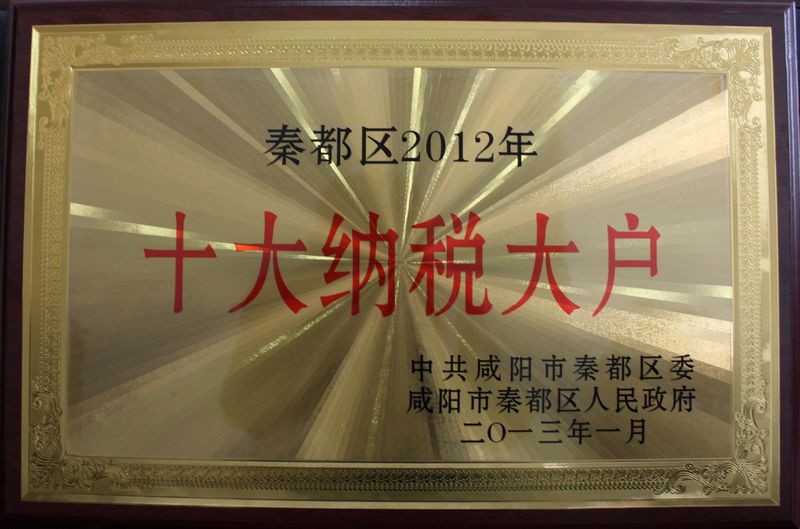 秦都区2012年
十大纳税大户
中共咸阳市秦都区委
咸阳市秦都区人民政府
二〇一三年一月